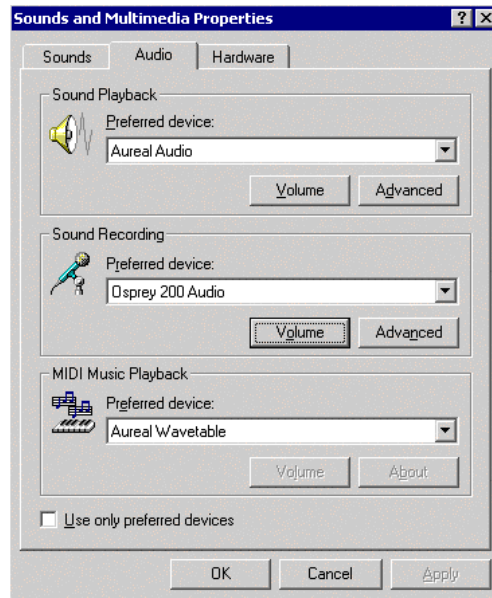 Sounds and Multimedia Properties
Sounds Audio Hardware
Sound Playback
Preferred device:
Aureal Audio
Volume Advanced
Sound Recording
Preferred device:
Osprey 200 Audio
Volume Advanced
MIDI Music Playback
Preferred device:
Aureal Wavetable
Volume About
Use only preferred devices
OK Cancel Apply